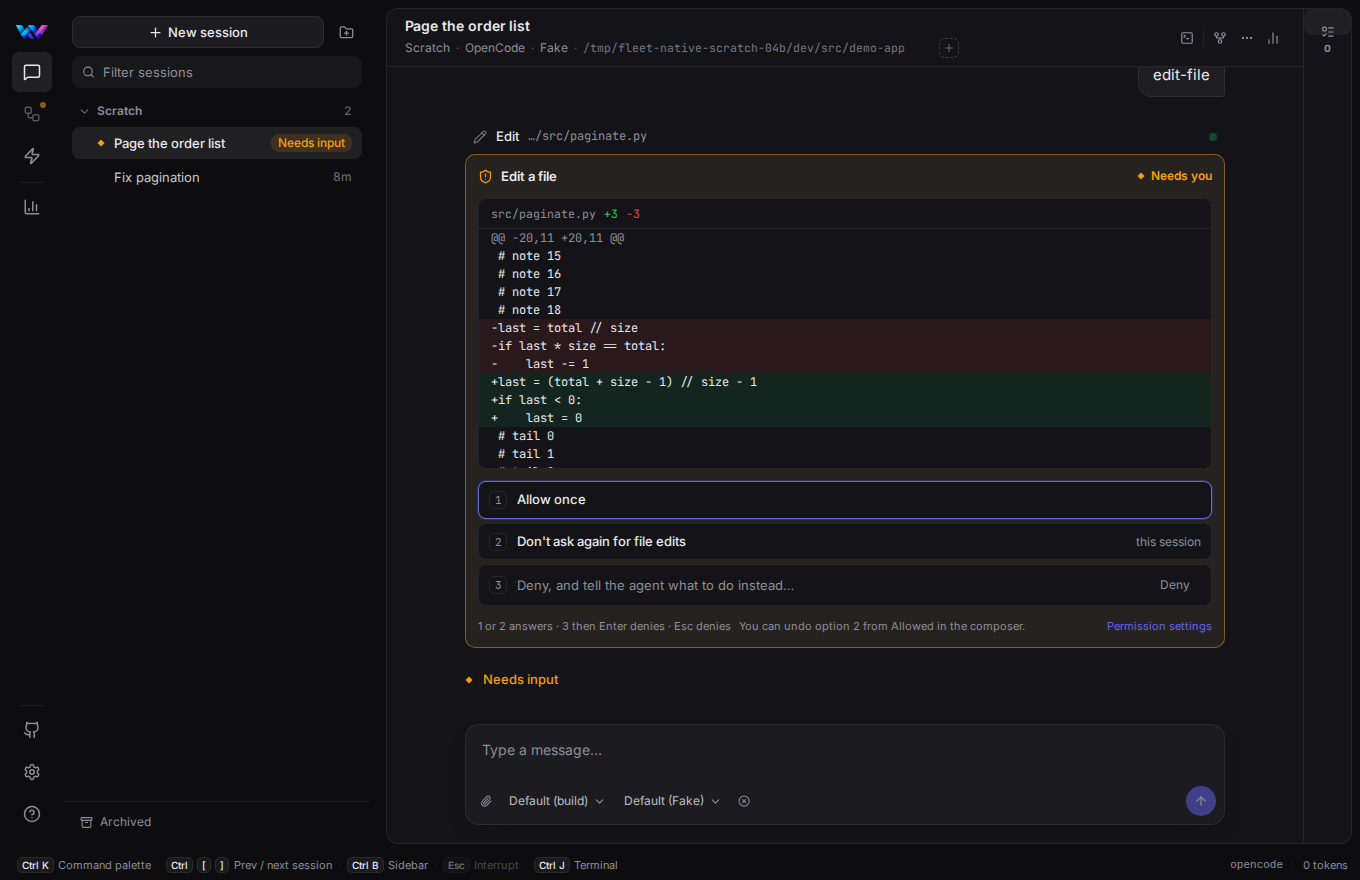 New session
Filter sessions
Scratch 2
Page the order list Needs input
Fix pagination 8m
Archived
Page the order list
Scratch · OpenCode · Fake · /tmp/fleet-native-scratch-04b/dev/src/demo-app
0
edit-file
Edit …/src/paginate.py
Edit a file Needs you
src/paginate.py +3 -3
@@ -20,11 +20,11 @@
# note 15
# note 16
# note 17
# note 18
-last = total // size
-if last * size == total:
-    last -= 1
+last = (total + size - 1) // size - 1
+if last < 0:
+    last = 0
# tail 0
# tail 1
1 Allow once
2 Don't ask again for file edits this session
3 Deny, and tell the agent what to do instead... Deny
1 or 2 answers · 3 then Enter denies · Esc denies You can undo option 2 from Allowed in the composer. Permission settings
Needs input
Type a message...
Default (build) Default (Fake)
Ctrl K Command palette Ctrl [ ] Prev / next session Ctrl B Sidebar Esc Interrupt Ctrl J Terminal opencode 0 tokens